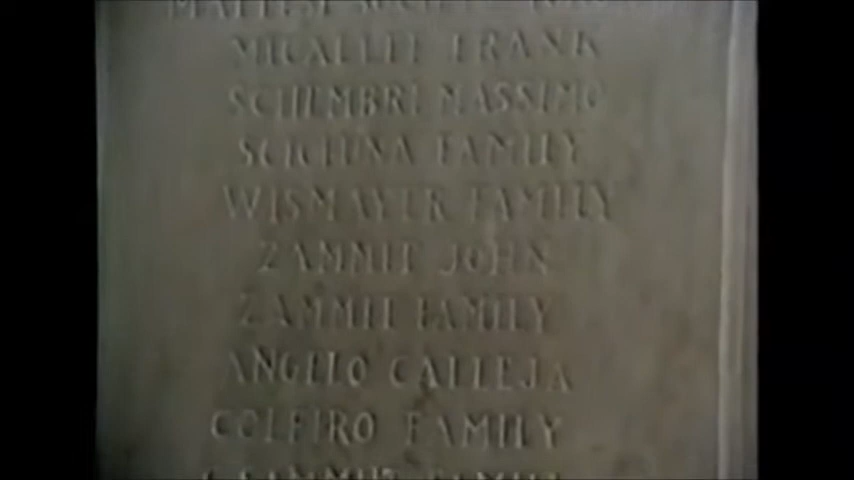 MICALLEF FRANK
SCHEMBRI MASSIMO
SCICLUNA FAMILY
WISMAYER FAMILY
ZAMMIT JOHN
ZAMMIT FAMILY
ANGELO CALLEJA
COLEIRO FAMILY